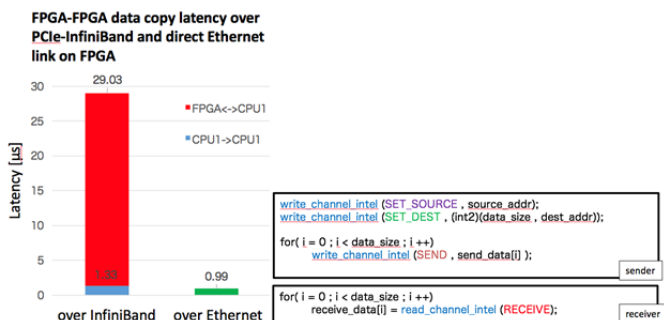 FPGA-FPGA data copy latency over
PCIe-InfiniBand and direct Ethernet
link on FPGA
29.03
30
25
20
15
10
5
0
Latency [µs]
FPGA<->CPU1
CPU1->CPU1
1.33
0.99
over InfiniBand
over Ethernet
write_channel_intel (SET_SOURCE , source_addr);
write_channel_intel (SET_DEST , (int2)(data_size , dest_addr));
for( i = 0 ; i < data_size ; i ++)
write_channel_intel (SEND , send_data[i] );
sender
for( i = 0 ; i < data_size ; i ++)
receive_data[i] = read_channel_intel (RECEIVE);
receiver